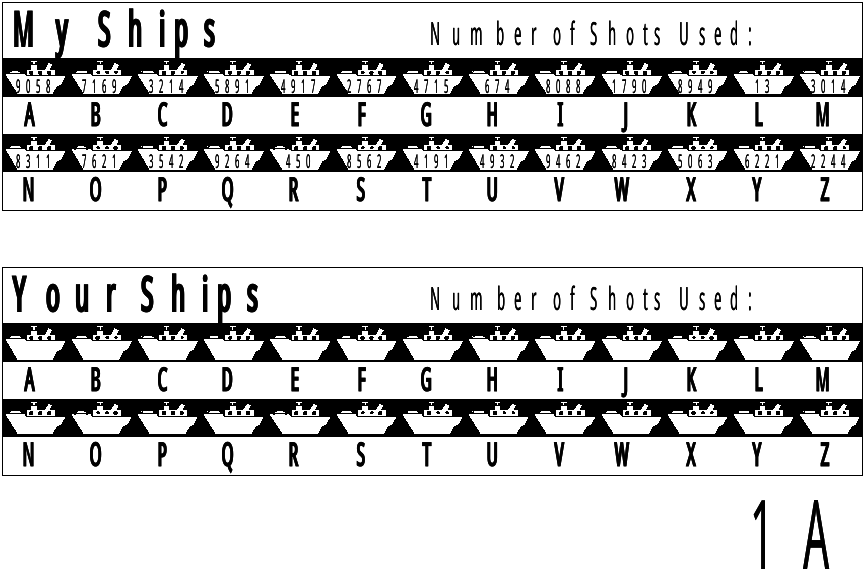 My Ships Number of Shots Used:
9058 7169 3214 5891 4917 2767 4715 674 8088 1790 8949 13 3014
A B C D E F G H I J K L M
8311 7621 3542 9264 450 8562 4191 4932 9462 8423 5063 6221 2244
N O P Q R S T U V W X Y Z
Your Ships Number of Shots Used:
A B C D E F G H I J K L M
N O P Q R S T U V W X Y Z
1 A